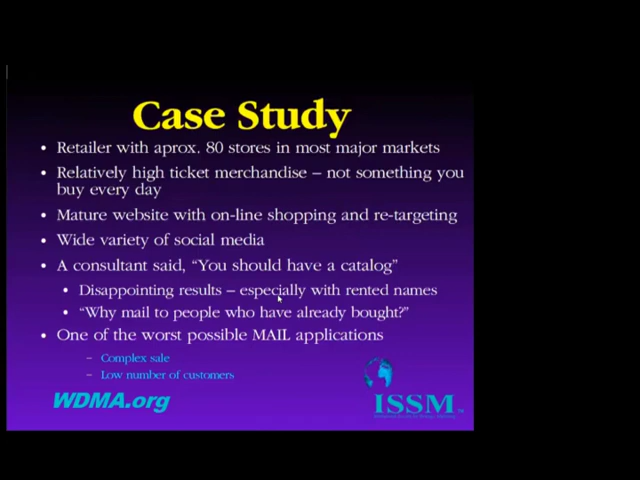 Case Study
• Retailer with aprox. 80 stores in most major markets
• Relatively high ticket merchandise – not something you
buy every day
• Mature website with on-line shopping and re-targeting
• Wide variety of social media
• A consultant said, “You should have a catalog”
• Disappointing results – especially with rented names
• “Why mail to people who have already bought?”
• One of the worst possible MAIL applications
– Complex sale
– Low number of customers
WDMA.org
ISSM